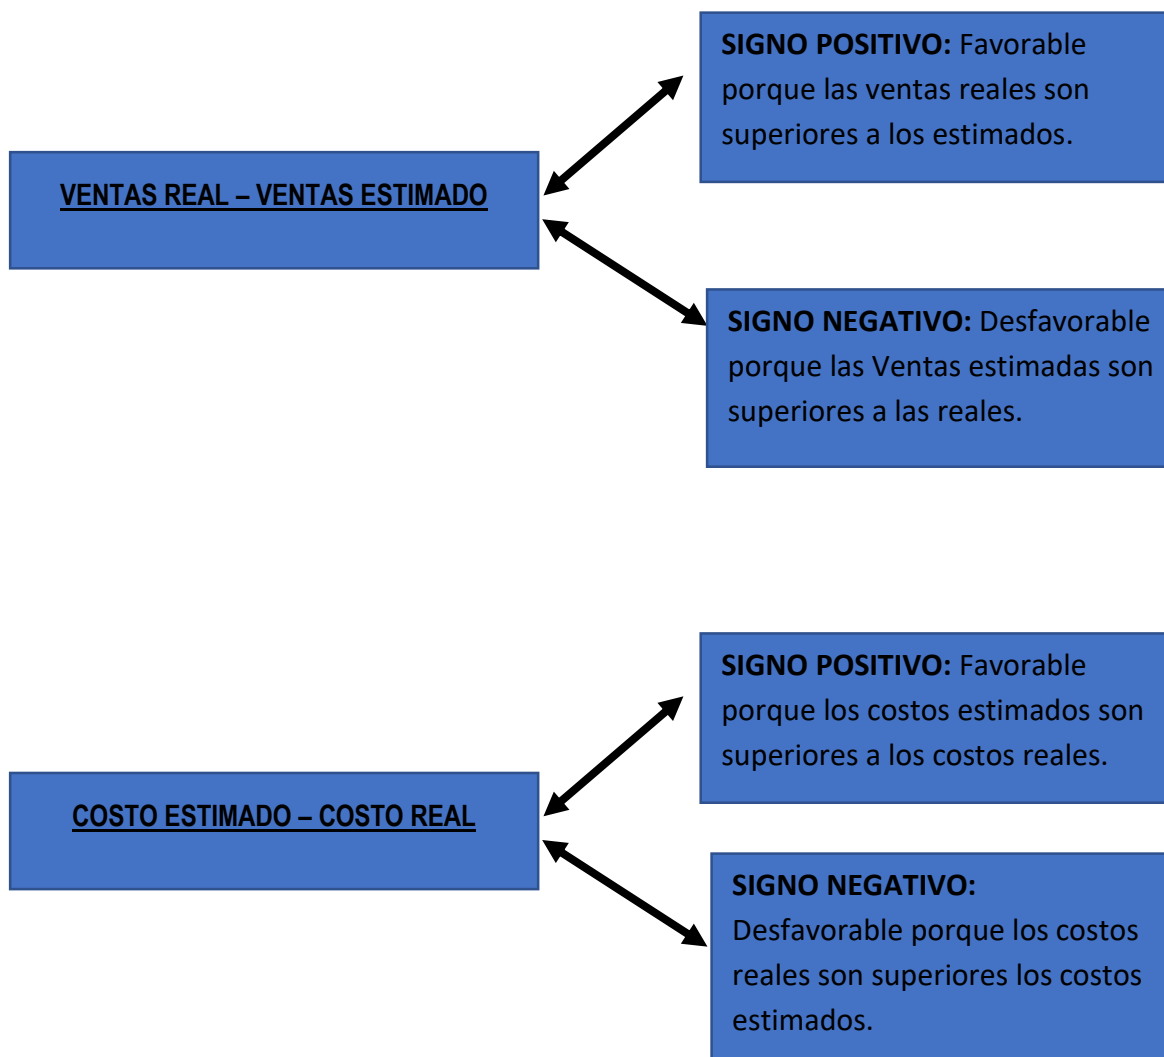 SIGNO POSITIVO: Favorable
porque las ventas reales son
superiores a los estimados.
VENTAS REAL – VENTAS ESTIMADO
SIGNO NEGATIVO: Desfavorable
porque las Ventas estimadas son
superiores a las reales.
SIGNO POSITIVO: Favorable
porque los costos estimados son
superiores a los costos reales.
COSTO ESTIMADO – COSTO REAL
SIGNO NEGATIVO:
Desfavorable porque los costos
reales son superiores los costos
estimados.